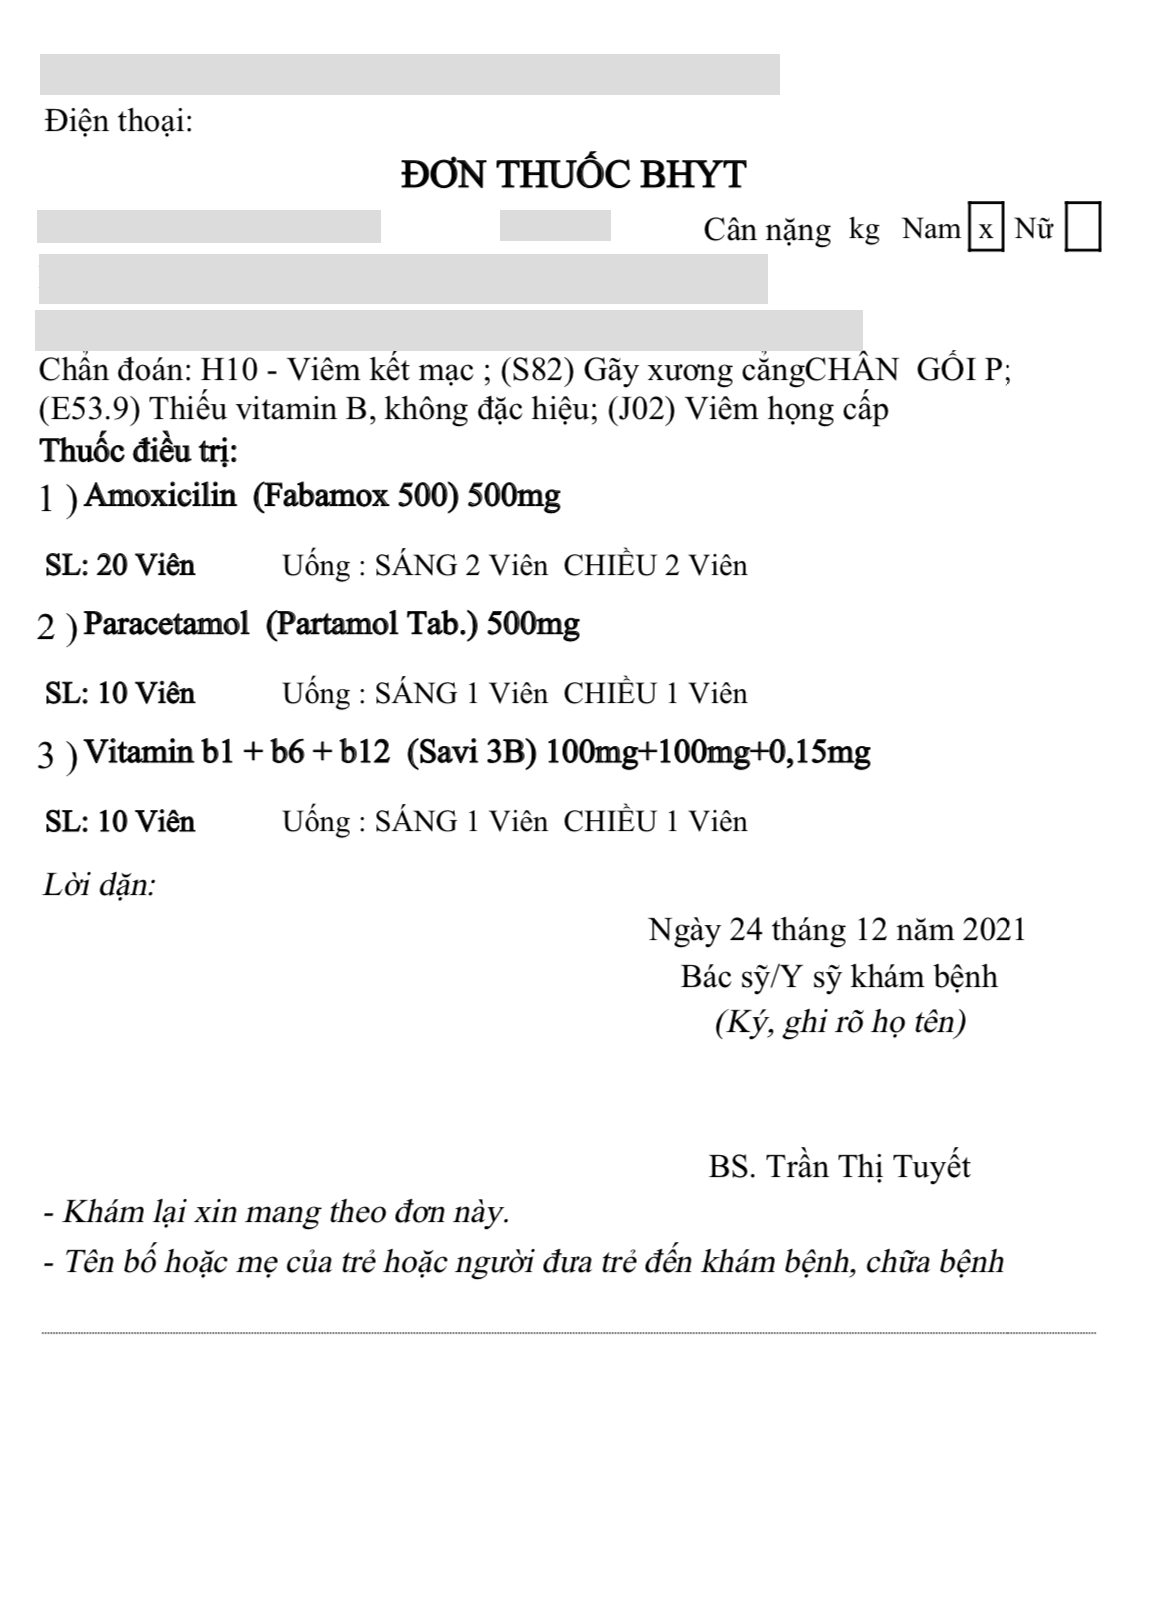 Điện thoại:
ĐƠN THUỐC BHYT
Cân nặng kg Nam x Nữ
Chẩn đoán: H10 - Viêm kết mạc ; (S82) Gãy xương cẳngCHÂN GỐI P;
(E53.9) Thiếu vitamin B, không đặc hiệu; (J02) Viêm họng cấp
Thuốc điều trị:
1 ) Amoxicilin (Fabamox 500) 500mg
SL: 20 Viên Uống : SÁNG 2 Viên CHIỀU 2 Viên
2 ) Paracetamol (Partamol Tab.) 500mg
SL: 10 Viên Uống : SÁNG 1 Viên CHIỀU 1 Viên
3 ) Vitamin b1 + b6 + b12 (Savi 3B) 100mg+100mg+0,15mg
SL: 10 Viên Uống : SÁNG 1 Viên CHIỀU 1 Viên
Lời dặn:
Ngày 24 tháng 12 năm 2021
Bác sỹ/Y sỹ khám bệnh
(Ký, ghi rõ họ tên)
BS. Trần Thị Tuyết
- Khám lại xin mang theo đơn này.
- Tên bố hoặc mẹ của trẻ hoặc người đưa trẻ đến khám bệnh, chữa bệnh